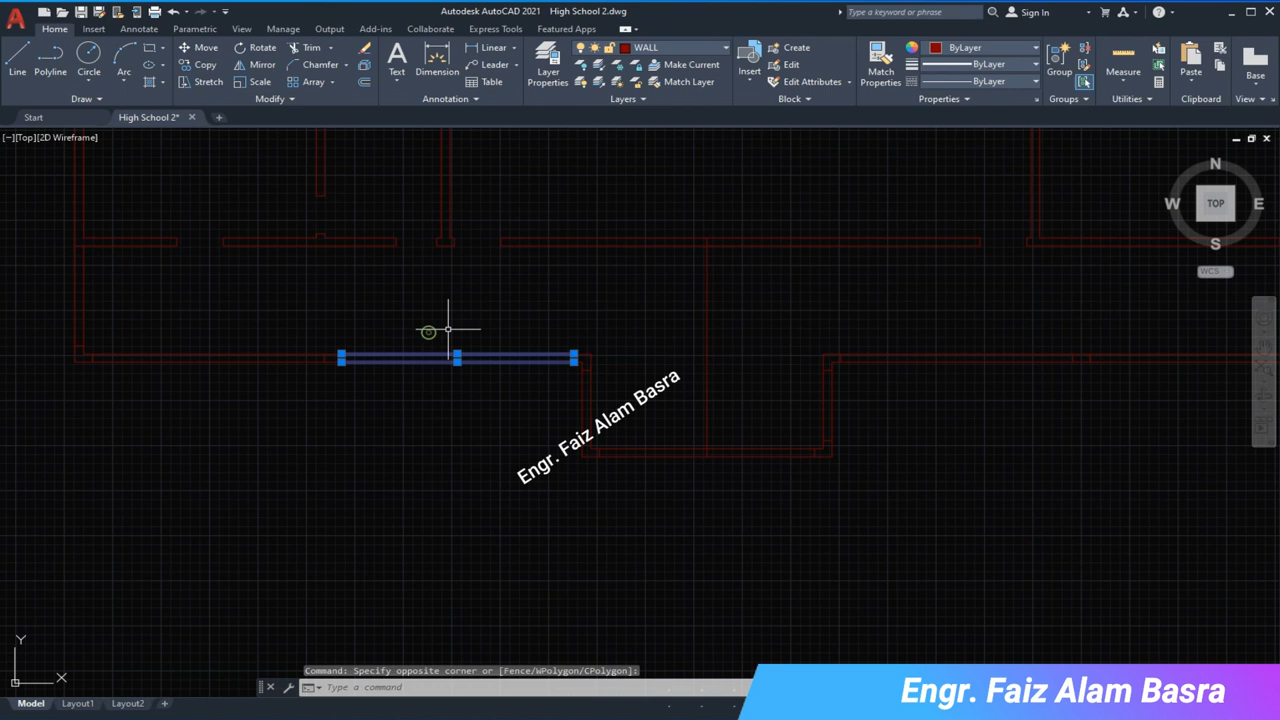 Autodesk AutoCAD 2021 High School 2.dwg
Type a keyword or phrase
Sign In
Home Insert Annotate Parametric View Manage Output Add-ins Collaborate Express Tools Featured Apps
Line Polyline Circle Arc
Move Rotate Trim
Copy Mirror Chamfer
Stretch Scale Array
Text Dimension
Linear
Leader
Table
Layer Properties
WALL
Make Current
Match Layer
Insert
Create
Edit
Edit Attributes
Match Properties
ByLayer
ByLayer
ByLayer
Group Measure Paste Base
Draw Modify Annotation Layers Block Properties Groups Utilities Clipboard View
Start High School 2*
[−][Top][2D Wireframe]
N
W TOP E
S
WCS
Engr. Faiz Alam Basra
Y
X
Command: Specify opposite corner or [Fence/WPolygon/CPolygon]:
Type a command
Model Layout1 Layout2
Engr. Faiz Alam Basra